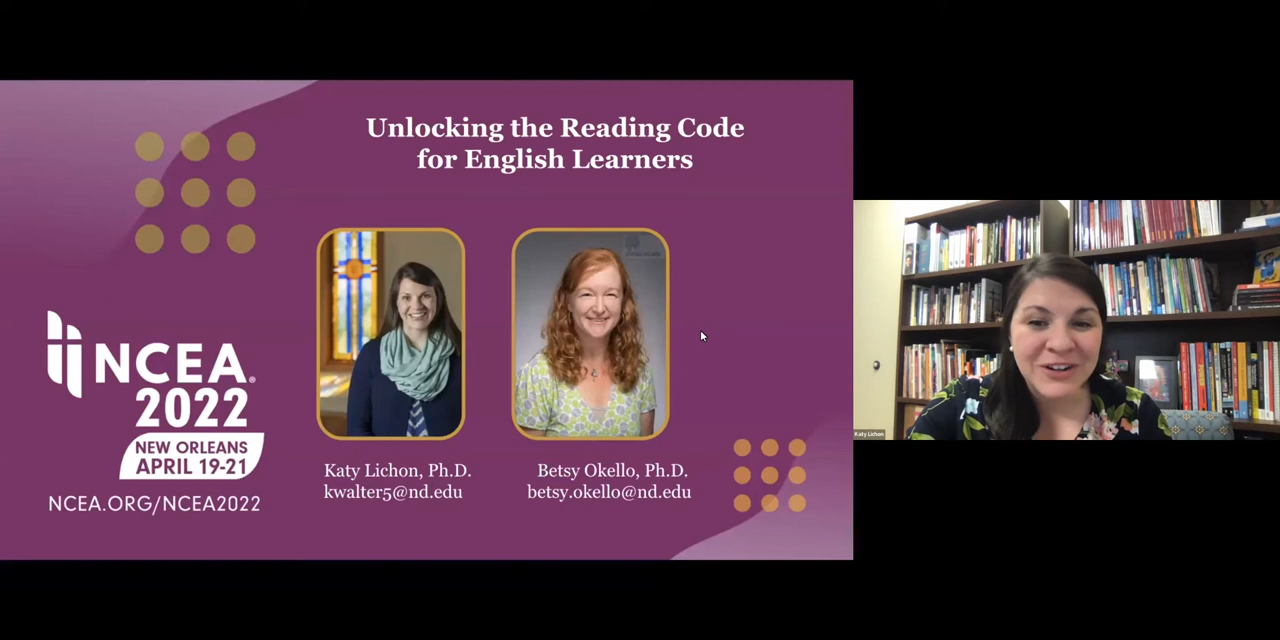 Unlocking the Reading Code
for English Learners
NCEA®
2022
NEW ORLEANS
APRIL 19-21
NCEA.ORG/NCEA2022
Katy Lichon, Ph.D.
kwalter5@nd.edu
Betsy Okello, Ph.D.
betsy.okello@nd.edu
Katy Lichon